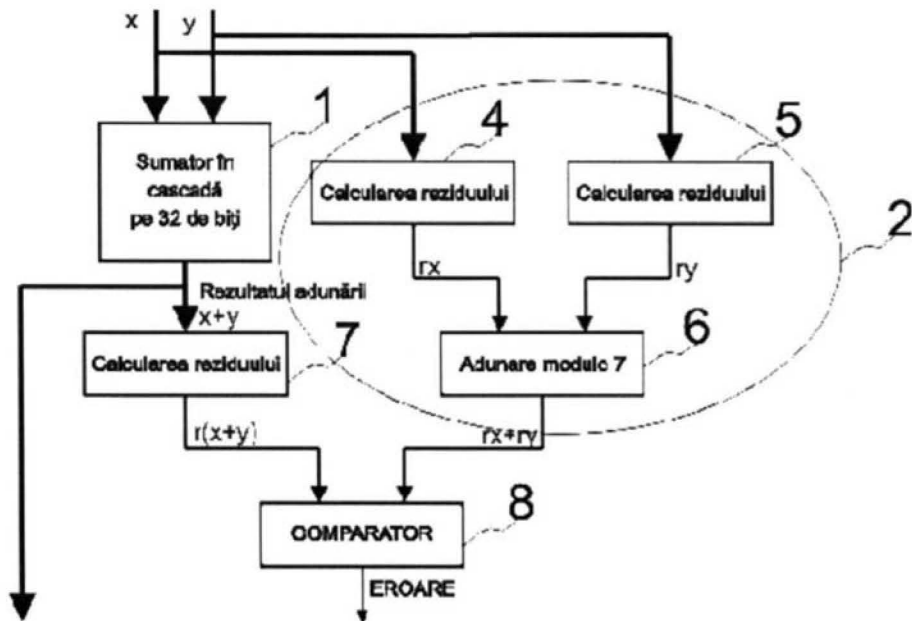 x
y
1
4
5
Sumator în
cascadă
pe 32 de biți
Calcularea reziduului
Calcularea reziduului
2
rx
ry
Rezultatul adunării
x+y
7
6
Calcularea reziduului
Adunare modulo 7
r(x+y)
rx+ry
8
COMPARATOR
EROARE